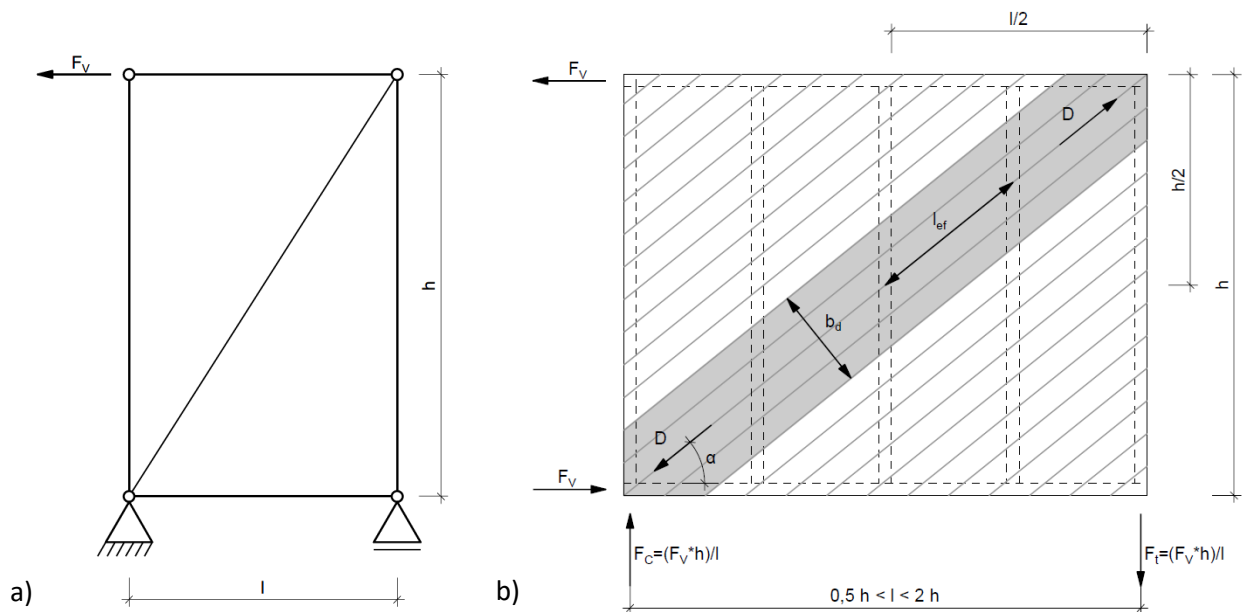 F_V
h
l
a)
l/2
F_V
D
h/2
l_ef
h
b_d
D
α
F_V
F_C=(F_V*h)/l
F_t=(F_V*h)/l
b)
0,5 h < l < 2 h